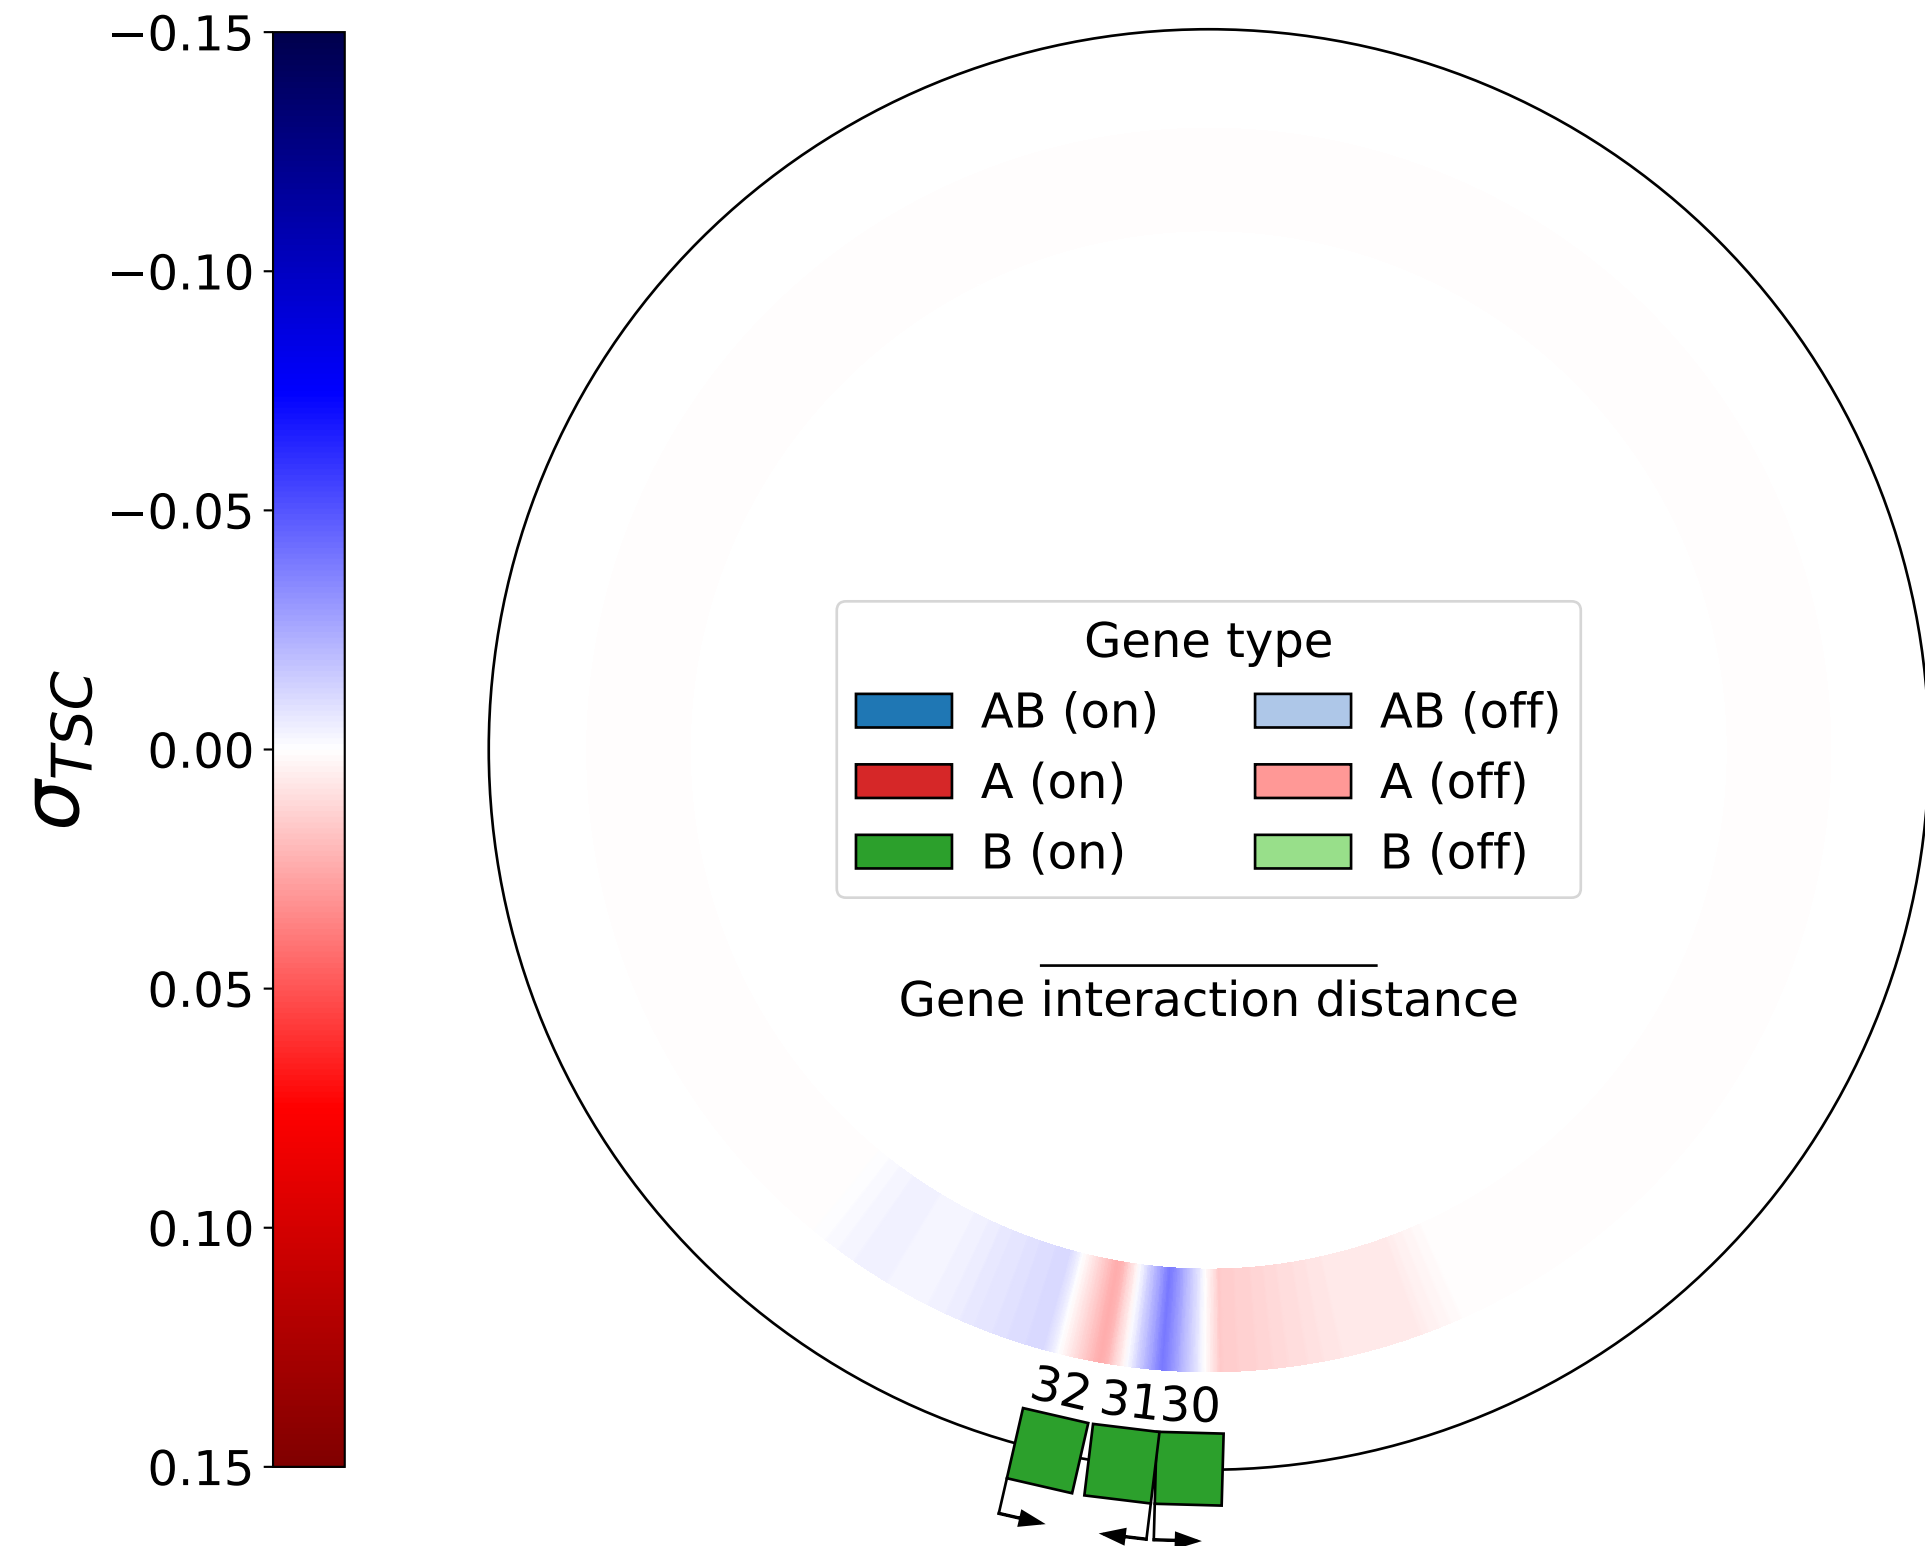 −0.15
−0.10
−0.05
0.00
0.05
0.10
0.15
σTSC
Gene type
AB (on)
AB (off)
A (on)
A (off)
B (on)
B (off)
Gene interaction distance
32
31
30